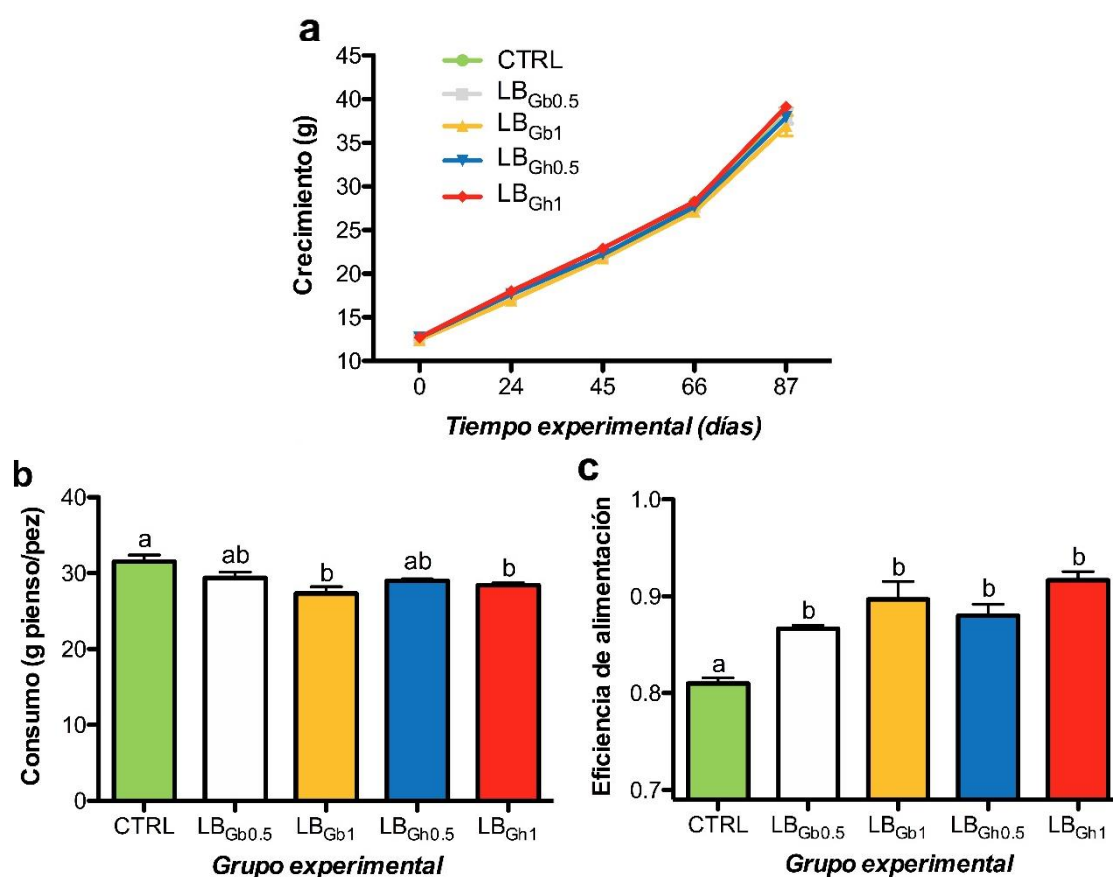 a
CTRL
LBGb0.5
LBGb1
LBGh0.5
LBGh1
45
40
35
30
25
20
15
10
Crecimiento (g)
0 24 45 66 87
Tiempo experimental (días)
b
Consumo (g pienso/pez)
40
30
20
10
0
a ab b ab b
CTRL LBGb0.5 LBGb1 LBGh0.5 LBGh1
Grupo experimental
c
Eficiencia de alimentación
1.0
0.9
0.8
0.7
a b b b b
CTRL LBGb0.5 LBGb1 LBGh0.5 LBGh1
Grupo experimental